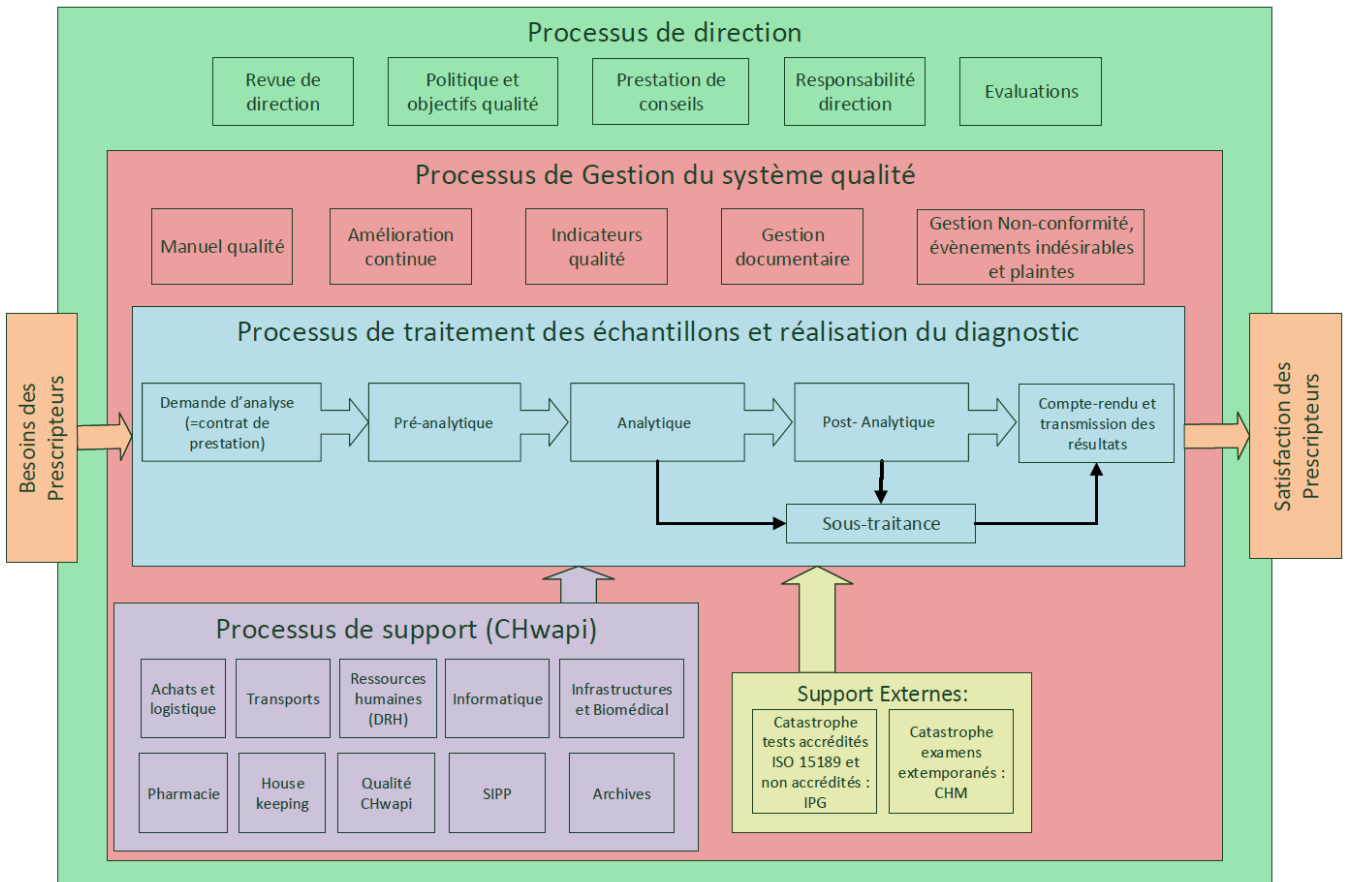 Processus de direction
Revue de
direction
Politique et
objectifs qualité
Prestation de
conseils
Responsabilité
direction
Evaluations
Processus de Gestion du système qualité
Manuel qualité
Amélioration
continue
Indicateurs
qualité
Gestion
documentaire
Gestion Non-conformité,
évènements indésirables
et plaintes
Besoins des
Prescripteurs
Processus de traitement des échantillons et réalisation du diagnostic
Demande d'analyse
(=contrat de
prestation)
Pré-analytique
Analytique
Post- Analytique
Compte-rendu et
transmission des
résultats
Sous-traitance
Satisfaction des
Prescripteurs
Processus de support (CHwapi)
Achats et
logistique
Transports
Ressources
humaines
(DRH)
Informatique
Infrastructures
et Biomédical
Pharmacie
House
keeping
Qualité
CHwapi
SIPP
Archives
Support Externes:
Catastrophe
tests accrédités
ISO 15189 et
non accrédités :
IPG
Catastrophe
examens
extemporanés :
CHM